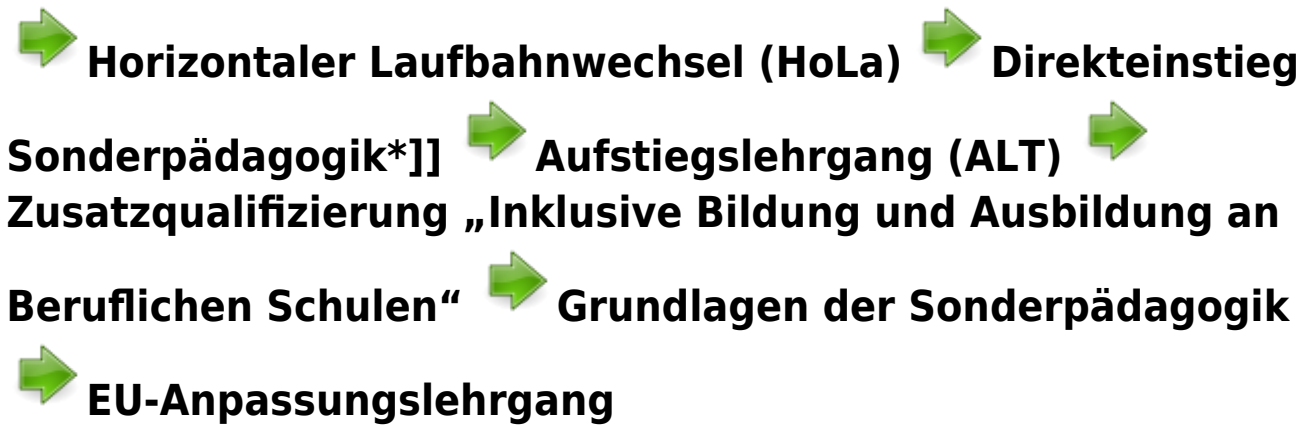 Horizontaler Laufbahnwechsel (HoLa) Direkteinstieg
Sonderpädagogik*]] Aufstiegslehrgang (ALT)
Zusatzqualifizierung „Inklusive Bildung und Ausbildung an
Beruflichen Schulen“ Grundlagen der Sonderpädagogik
EU-Anpassungslehrgang